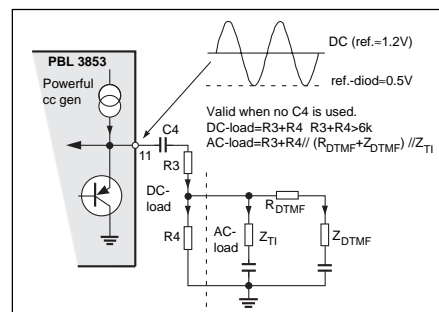 PBL 3853
Powerful
cc gen
DC (ref.=1.2V)
ref.-diod=0.5V
Valid when no C4 is used.
DC-load=R3+R4 R3+R4>6k
AC-load=R3+R4// (RDTMF+ZDTMF) //ZTI
C4
11
R3
DC-
load
RDTMF
R4
AC-
load
ZTI
ZDTMF